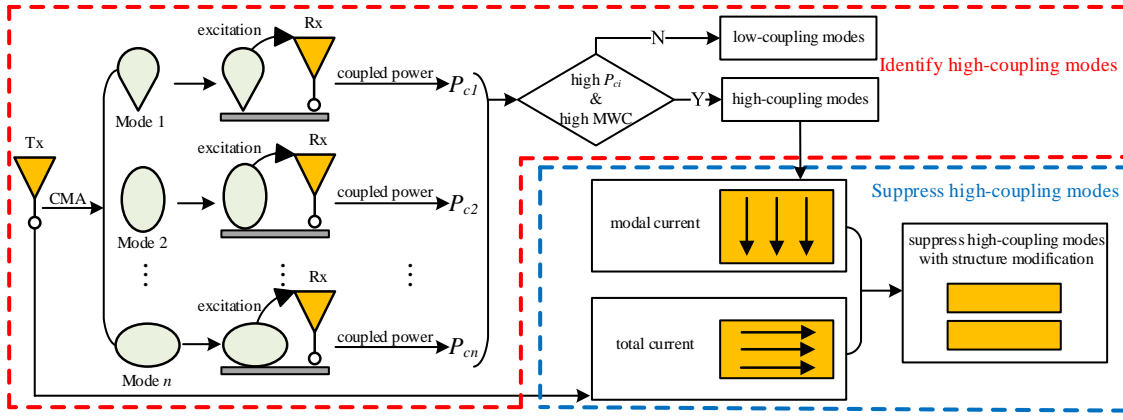 Tx
CMA
Mode 1
excitation
Rx
coupled power
Pc1
Mode 2
excitation
Rx
coupled power
Pc2
...
...
...
Mode n
excitation
Rx
coupled power
Pcn
high Pci
&
high MWC
N
low-coupling modes
Y
high-coupling modes
Identify high-coupling modes
Suppress high-coupling modes
modal current
total current
suppress high-coupling modes
with structure modification